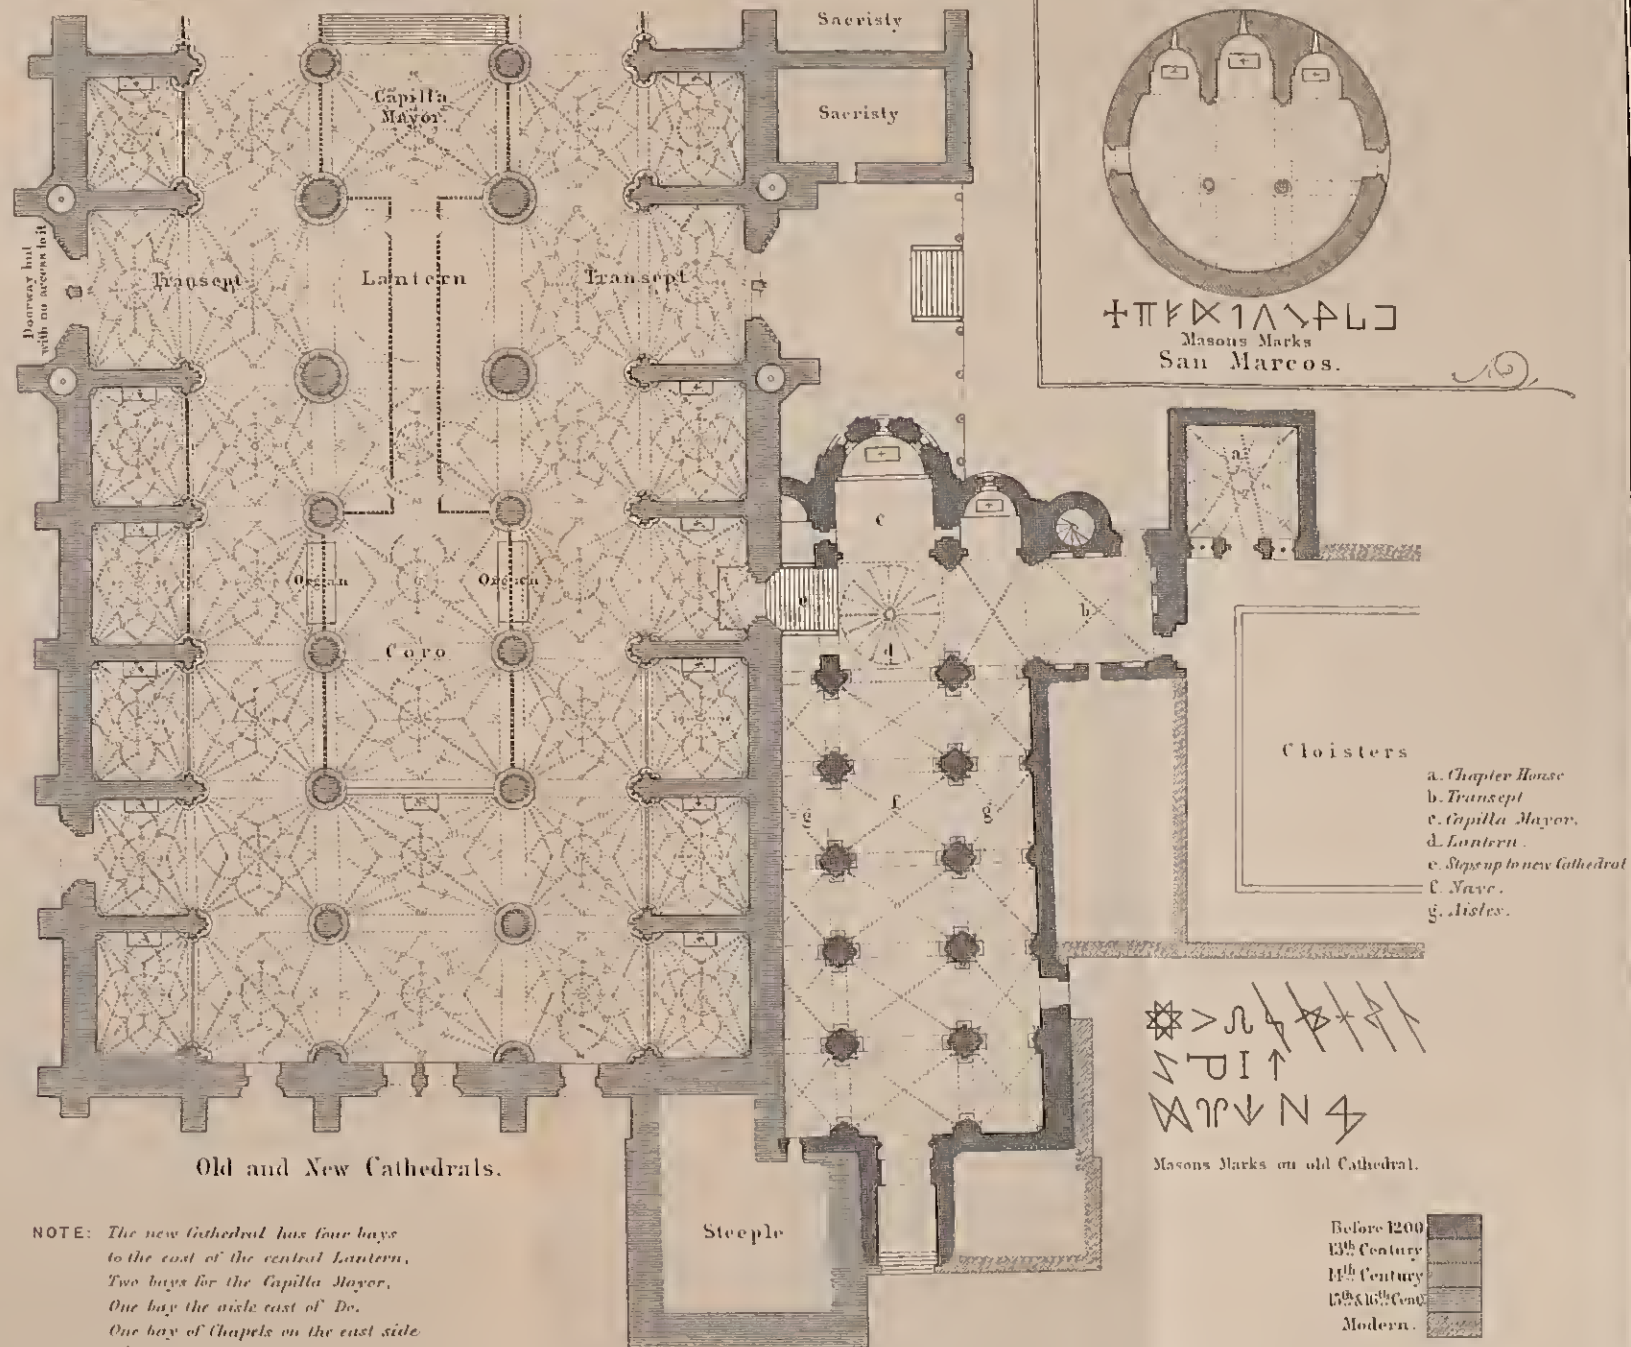 Sacristy
Capilla
Mayor.
Sacristy
Doorway but
with no access to it
Transept
Lantern
Transept
Masons Marks
San Marcos.
a
c
Organ
Organ
e
b
Coro
d
Cloisters
g
f
g
a. Chapter House
b. Transept
c. Capilla Mayor.
d. Lantern.
e. Steps up to new Cathedral
f. Nave.
g. Aisles.
Old and New Cathedrals.
Masons Marks on old Cathedral.
Steeple
NOTE: The new Cathedral has four bays
to the east of the central Lantern,
Two bays for the Capilla Mayor,
One bay the aisle east of Do.
One bay of Chapels on the east side
Before 1200
13th Century
14th Century
15th & 16th Cent.
Modern.